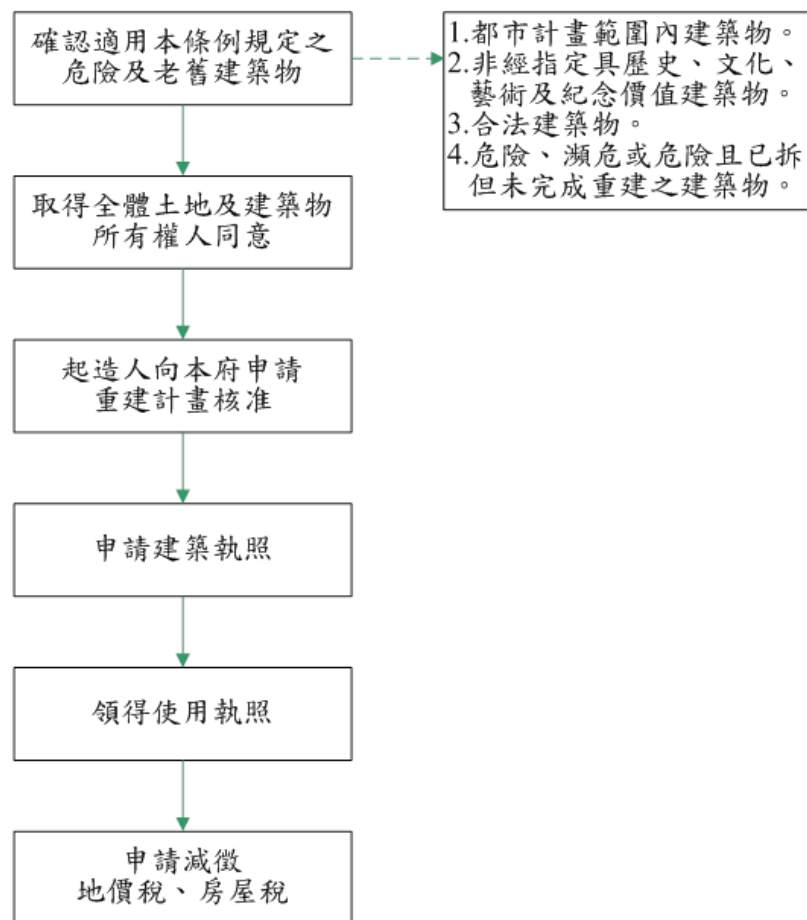 確認適用本條例規定之
危險及老舊建築物
1.都市計畫範圍內建築物。
2.非經指定具歷史、文化、
藝術及紀念價值建築物。
3.合法建築物。
4.危險、瀕危或危險且已拆
但未完成重建之建築物。
取得全體土地及建築物
所有權人同意
起造人向本府申請
重建計畫核准
申請建築執照
領得使用執照
申請減徵
地價稅、房屋稅